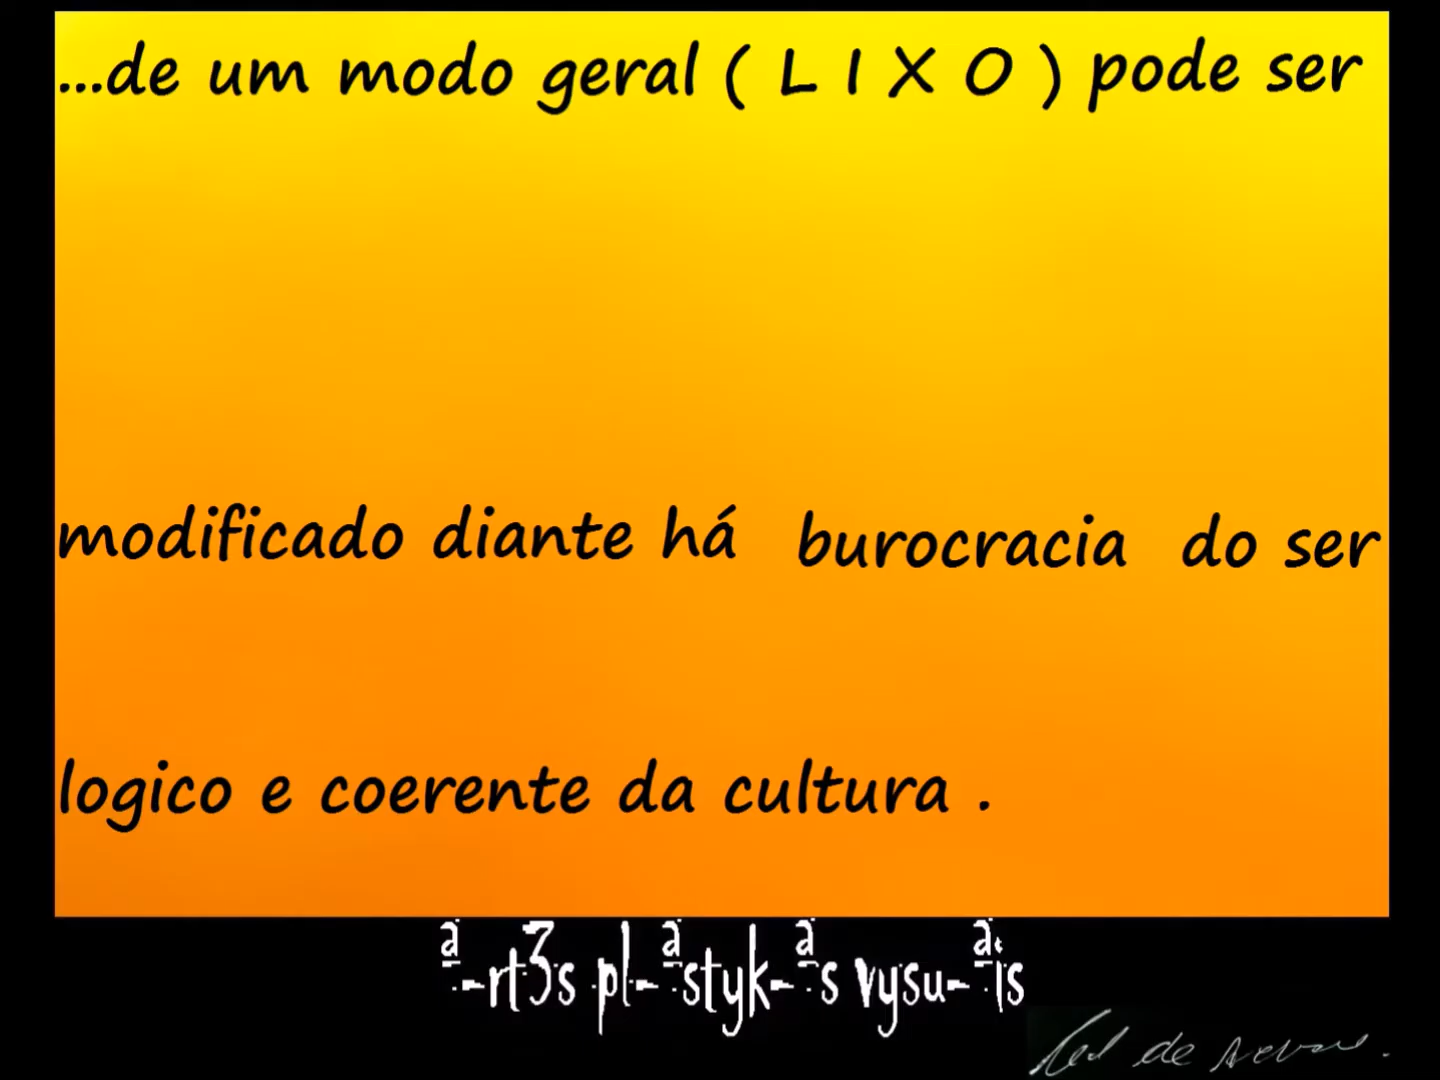 ...de um modo geral ( L I X O ) pode ser
modificado diante há burocracia do ser
logico e coerente da cultura .
a-rt3s pl-astyk-as vysu-ais
de